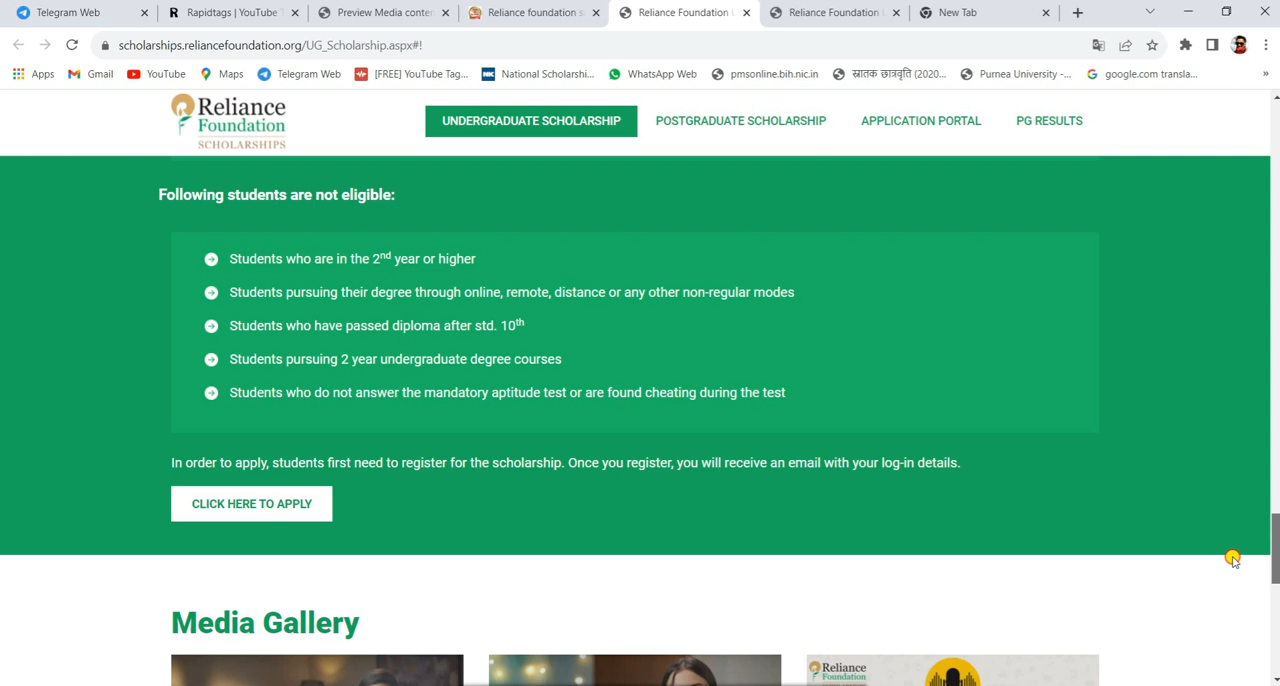 Telegram Web
Rapidtags | YouTube
Preview Media conten
Reliance foundation s
Reliance Foundation
Reliance Foundation
New Tab
scholarships.reliancefoundation.org/UG_Scholarship.aspx#!
Apps
Gmail
YouTube
Maps
Telegram Web
[FREE] YouTube Tag...
National Scholarshi...
WhatsApp Web
pmsonline.bih.nic.in
स्नातक छात्रवृति (2020...
Purnea University -...
google.com transla...
Reliance
Foundation
SCHOLARSHIPS
UNDERGRADUATE SCHOLARSHIP
POSTGRADUATE SCHOLARSHIP
APPLICATION PORTAL
PG RESULTS
Following students are not eligible:
Students who are in the 2nd year or higher
Students pursuing their degree through online, remote, distance or any other non-regular modes
Students who have passed diploma after std. 10th
Students pursuing 2 year undergraduate degree courses
Students who do not answer the mandatory aptitude test or are found cheating during the test
In order to apply, students first need to register for the scholarship. Once you register, you will receive an email with your log-in details.
CLICK HERE TO APPLY
Media Gallery
Reliance
Foundation